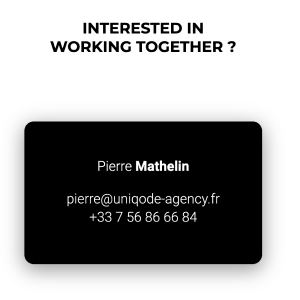 INTERESTED IN
WORKING TOGETHER ?
Pierre Mathelin
pierre@uniqode-agency.fr
+33 7 56 86 66 84